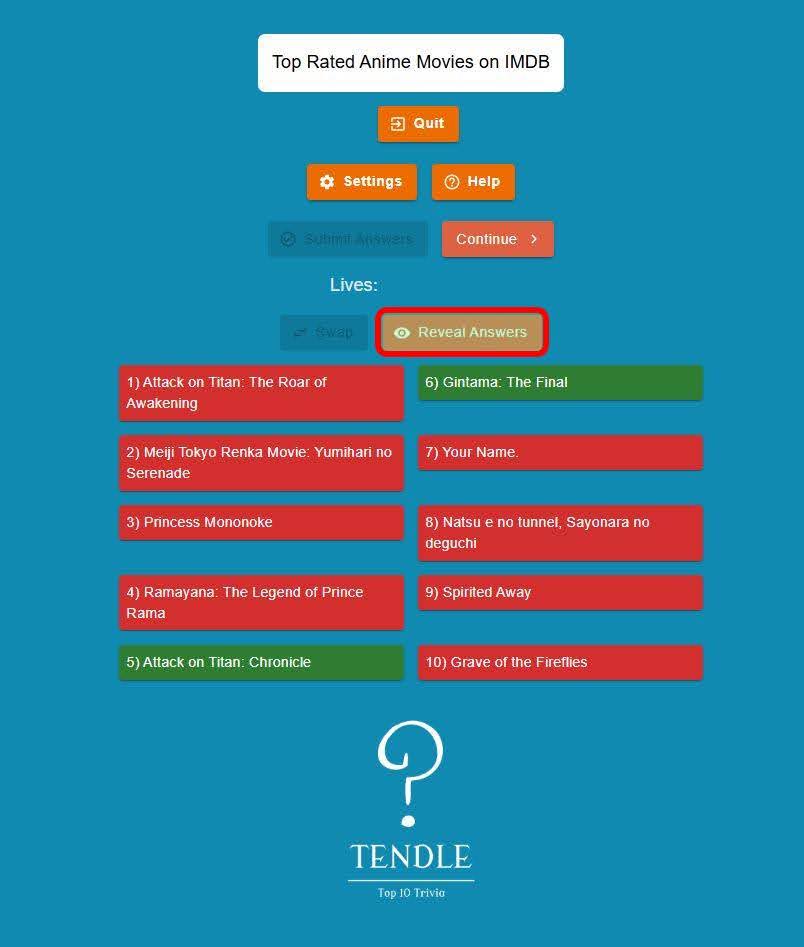 Top Rated Anime Movies on IMDB
Quit
Settings
Help
Submit Answers
Continue
Lives:
Swap
Reveal Answers
1) Attack on Titan: The Roar of
Awakening
2) Meiji Tokyo Renka Movie: Yumihari no
Serenade
3) Princess Mononoke
4) Ramayana: The Legend of Prince
Rama
5) Attack on Titan: Chronicle
6) Gintama: The Final
7) Your Name.
8) Natsu e no tunnel, Sayonara no
deguchi
9) Spirited Away
10) Grave of the Fireflies
?
TENDLE
Top 10 Trivia